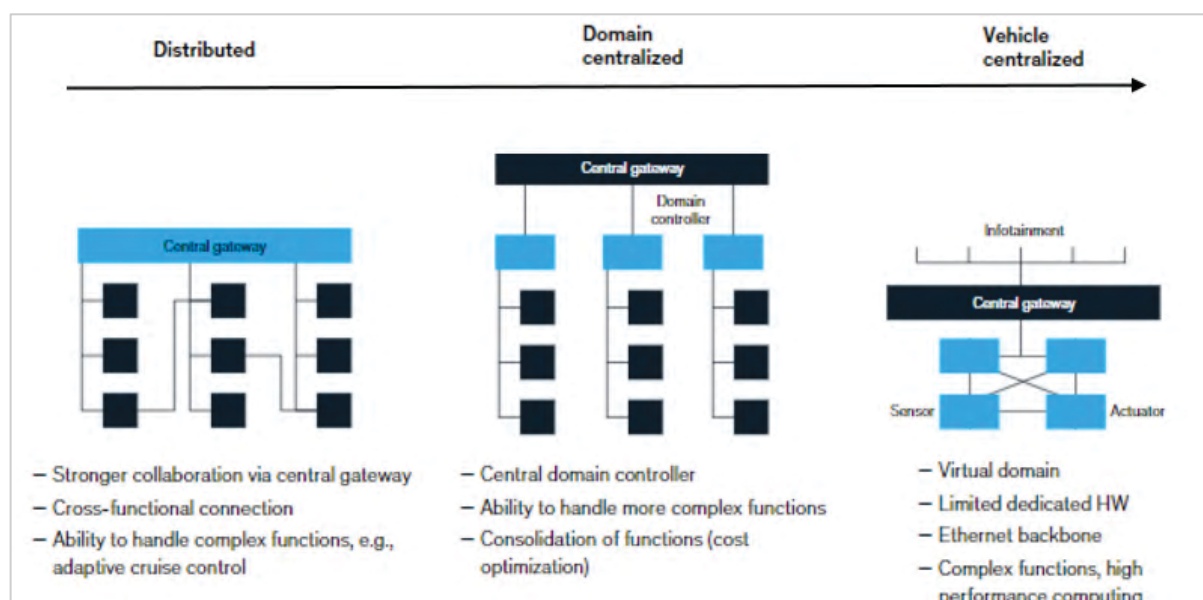 Distributed
Domain
centralized
Vehicle
centralized
Central gateway
Central gateway
Domain
controller
Infotainment
Central gateway
Sensor
Actuator
– Stronger collaboration via central gateway
– Cross-functional connection
– Ability to handle complex functions, e.g.,
adaptive cruise control
– Central domain controller
– Ability to handle more complex functions
– Consolidation of functions (cost
optimization)
– Virtual domain
– Limited dedicated HW
– Ethernet backbone
– Complex functions, high
performance computing